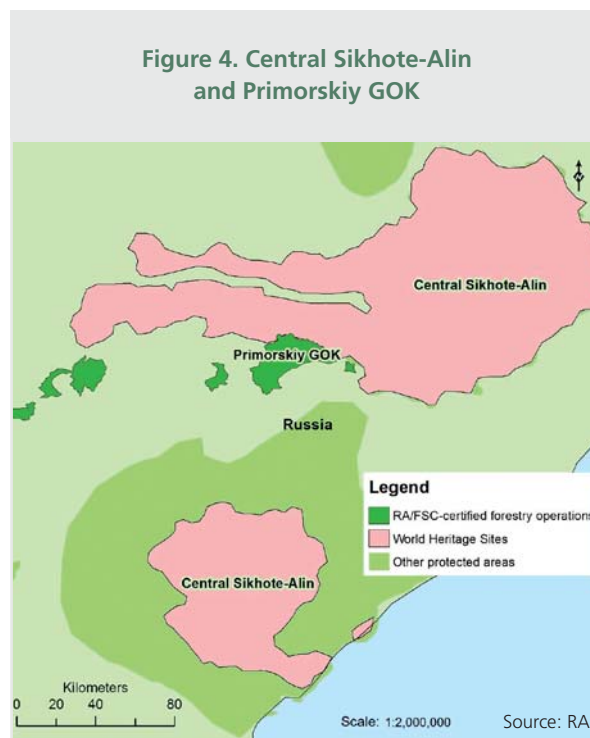 Figure 4. Central Sikhote-Alin
and Primorskiy GOK
N
Central Sikhote-Alin
Primorskiy GOK
Russia
Legend
RA/FSC-certified forestry operations
World Heritage Sites
Other protected areas
Central Sikhote-Alin
Kilometers
0 20 40 80
Scale: 1:2,000,000
Source: RA